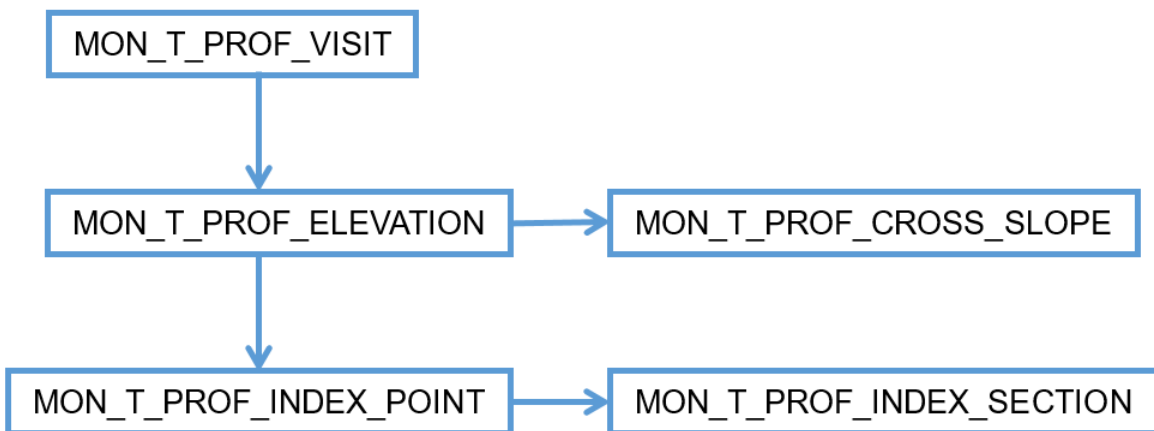 MON_T_PROF_VISIT
MON_T_PROF_ELEVATION
MON_T_PROF_CROSS_SLOPE
MON_T_PROF_INDEX_POINT
MON_T_PROF_INDEX_SECTION